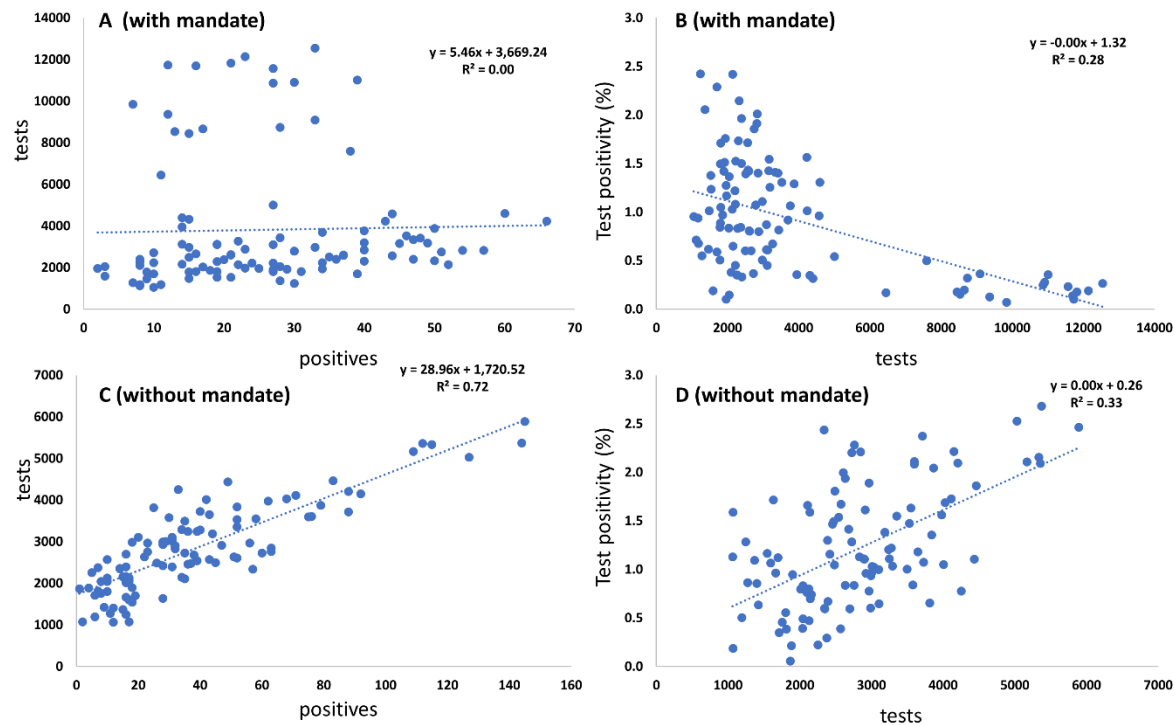 A (with mandate)
y = 5.46x + 3,669.24
R² = 0.00
14000
12000
10000
8000
6000
4000
2000
0
tests
0 10 20 30 40 50 60 70
positives
B (with mandate)
y = -0.00x + 1.32
R² = 0.28
3.0
2.5
2.0
1.5
1.0
0.5
0.0
Test positivity (%)
0 2000 4000 6000 8000 10000 12000 14000
tests
C (without mandate)
y = 28.96x + 1,720.52
R² = 0.72
7000
6000
5000
4000
3000
2000
1000
0
tests
0 20 40 60 80 100 120 140 160
positives
D (without mandate)
y = 0.00x + 0.26
R² = 0.33
3.0
2.5
2.0
1.5
1.0
0.5
0.0
Test positivity (%)
0 1000 2000 3000 4000 5000 6000 7000
tests